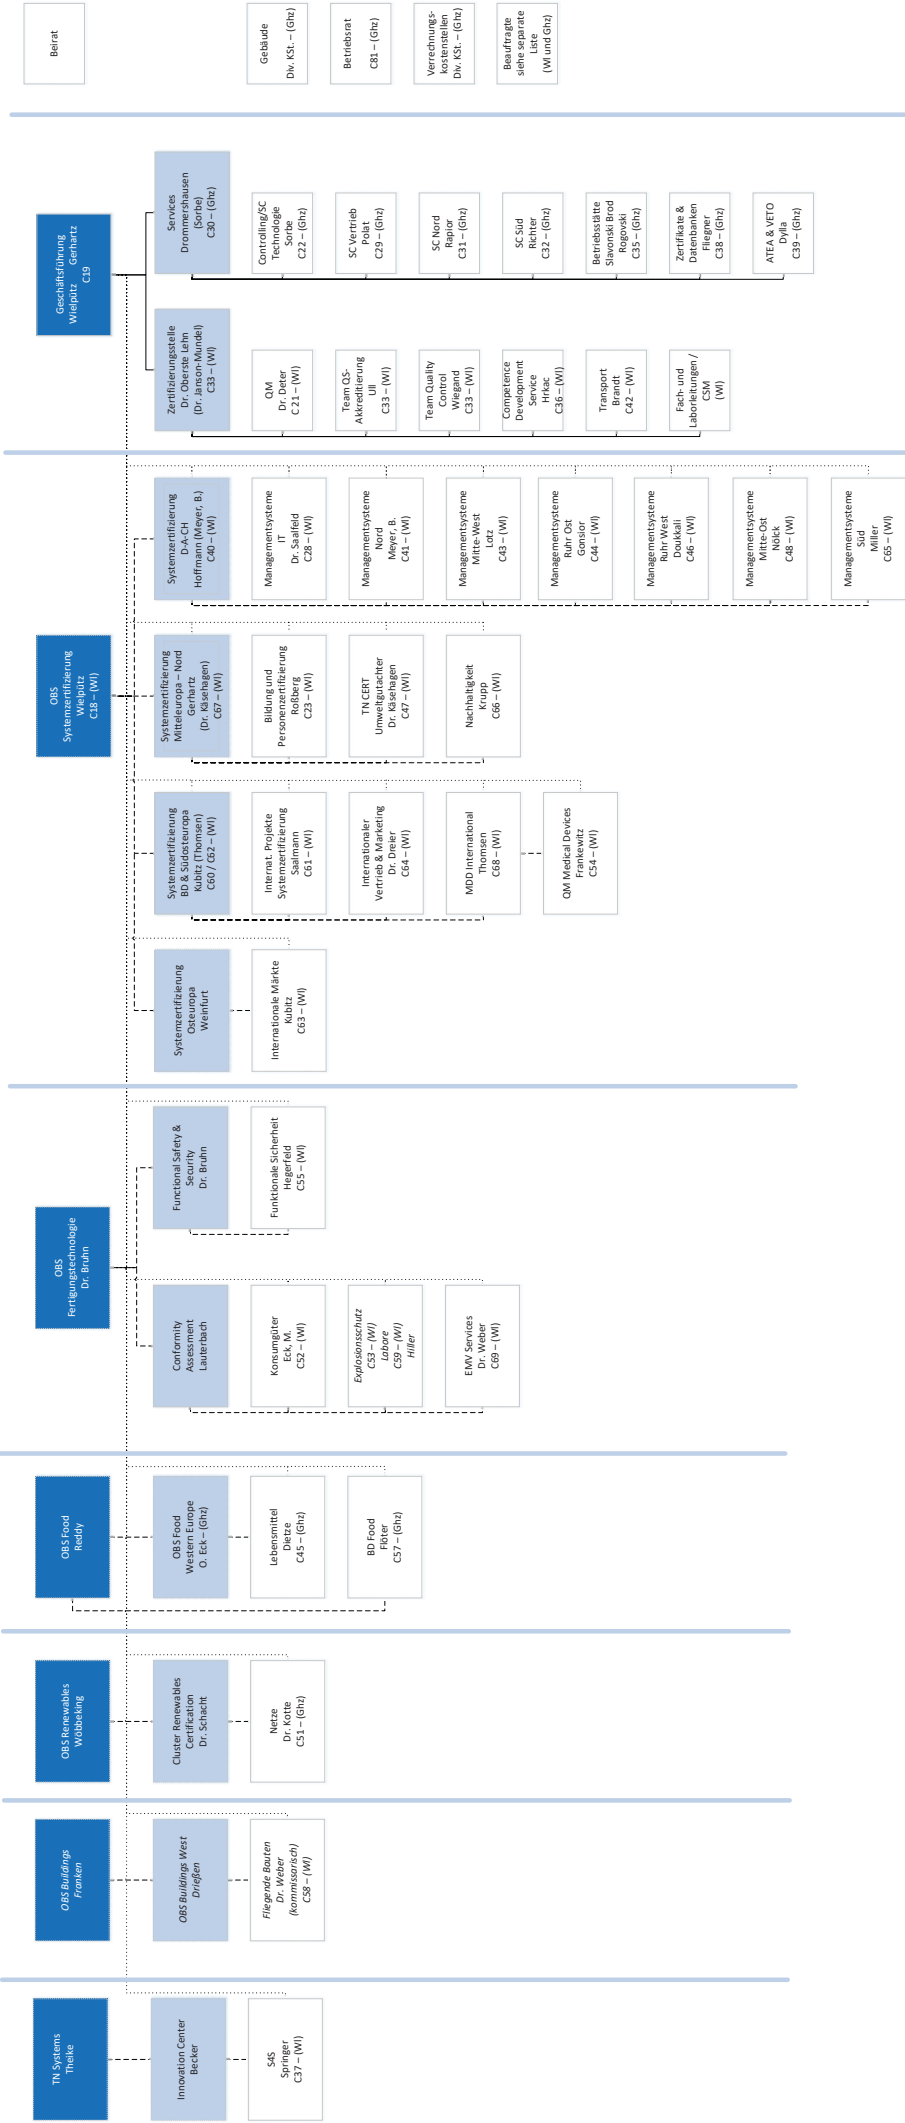 TN Systems
Theike
Innovation Center
Becker
S4S
Springer
C37 – (WI)
OBS Buildings
Franken
OBS Buildings West
Drießen
Fliegende Bauten
Dr. Weber
(kommissarisch)
C58 – (WI)
OBS Renewables
Wöbbeking
Cluster Renewables
Certification
Dr. Schacht
Netze
Dr. Kotte
C51 – (Ghz)
OBS Food
Reddy
OBS Food
Western Europe
O. Eck – (Ghz)
Lebensmittel
Dietze
C45 – (Ghz)
BD Food
Flöter
C57 – (Ghz)
OBS
Fertigungstechnologie
Dr. Bruhn
Conformity
Assessment
Lauterbach
Konsumgüter
Eck, M.
C52 – (WI)
Explosionsschutz
C53 – (WI)
Labore
C59 – (WI)
Hiller
EMV Services
Dr. Weber
C69 – (WI)
Functional Safety &
Security
Dr. Bruhn
Funktionale Sicherheit
Hegerfeld
C55 – (WI)
OBS
Systemzertifizierung
Wielpütz
C18 – (WI)
Systemzertifizierung
Osteuropa
Weinfurt
Internationale Märkte
Kubitz
C63 – (WI)
Systemzertifizierung
BD & Südosteuropa
Kubitz (Thomsen)
C60 / C62 – (WI)
Internat. Projekte
Systemzertifizierung
Saalmann
C61 – (WI)
Internationaler
Vertrieb & Marketing
Dr. Dreier
C64 – (WI)
MDD International
Thomsen
C68 – (WI)
QM Medical Devices
Frankewitz
C54 – (WI)
Systemzertifizierung
Mitteleuropa – Nord
Gerhartz
(Dr. Käsehagen)
C67 – (WI)
Bildung und
Personenzertifizierung
Roßberg
C23 – (WI)
TN CERT
Umweltgutachter
Dr. Käsehagen
C47 – (WI)
Nachhaltigkeit
Krupp
C66 – (WI)
Systemzertifizierung
D-A-CH
Hoffmann (Meyer, B.)
C40 – (WI)
Managementsysteme
IT
Dr. Saalfeld
C28 – (WI)
Managementsysteme
Nord
Meyer, B.
C41 – (WI)
Managementsysteme
Mitte-West
Lotz
C43 – (WI)
Managementsysteme
Ruhr Ost
Gonsior
C44 – (WI)
Managementsysteme
Ruhr West
Doukkali
C46 – (WI)
Managementsysteme
Mitte-Ost
Nölck
C48 – (WI)
Managementsysteme
Süd
Miller
C65 – (WI)
Geschäftsführung
Wielpütz Gerhartz
C19
Zertifizierungsstelle
Dr. Oberste Lehn
(Dr. Janson-Mundel)
C33 – (WI)
QM
Dr. Deter
C 21 – (WI)
Team QS-
Akkreditierung
Ull
C33 – (WI)
Team Quality
Control
Wiegand
C33 – (WI)
Competence
Development
Service
Hrkac
C36 – (WI)
Transport
Brandt
C42 – (WI)
Fach- und
Laborleitungen /
CSM
(WI)
Services
Drommershausen
(Sorbe)
C30 – (Ghz)
Controlling/SC
Technologie
Sorbe
C22 – (Ghz)
SC Vertrieb
Polat
C29 – (Ghz)
SC Nord
Rapior
C31 – (Ghz)
SC Süd
Richter
C32 – (Ghz)
Betriebsstätte
Slavonski Brod
Rogovski
C35 – (Ghz)
Zertifikate &
Datenbanken
Fliegner
C38 – (Ghz)
ATEA & VETO
Dylla
C39 – (Ghz)
Beirat
Gebäude
Div. KSt. – (Ghz)
Betriebsrat
C81 – (Ghz)
Verrechnungs-
kostenstellen
Div. KSt. – (Ghz)
Beauftragte
siehe separate
Liste
(WI und Ghz)